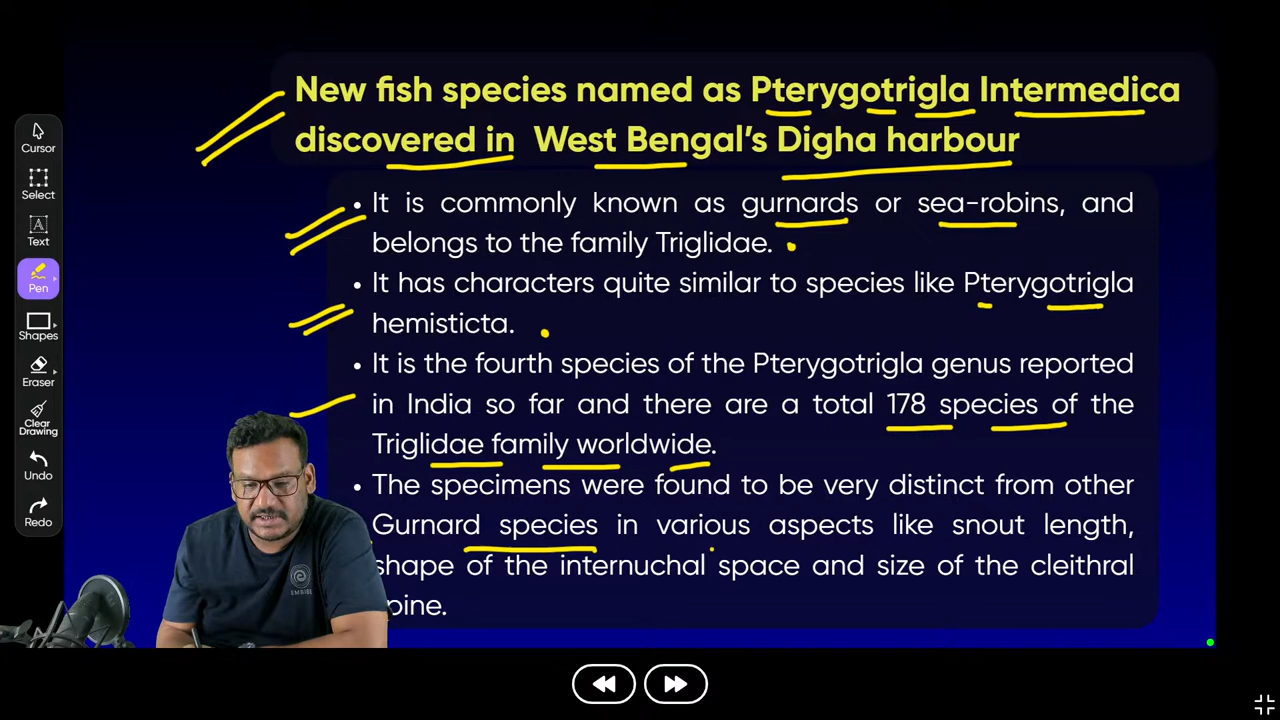 New fish species named as Pterygotrigla Intermedica
discovered in West Bengal's Digha harbour
Cursor
Select
Text
Pen
Shapes
Eraser
Clear
Drawing
Undo
Redo
• It is commonly known as gurnards or sea-robins, and
belongs to the family Triglidae.
• It has characters quite similar to species like Pterygotrigla
hemisticta.
• It is the fourth species of the Pterygotrigla genus reported
in India so far and there are a total 178 species of the
Triglidae family worldwide.
• The specimens were found to be very distinct from other
Gurnard species in various aspects like snout length,
shape of the internuchal space and size of the cleithral
pine.
EMBIBE